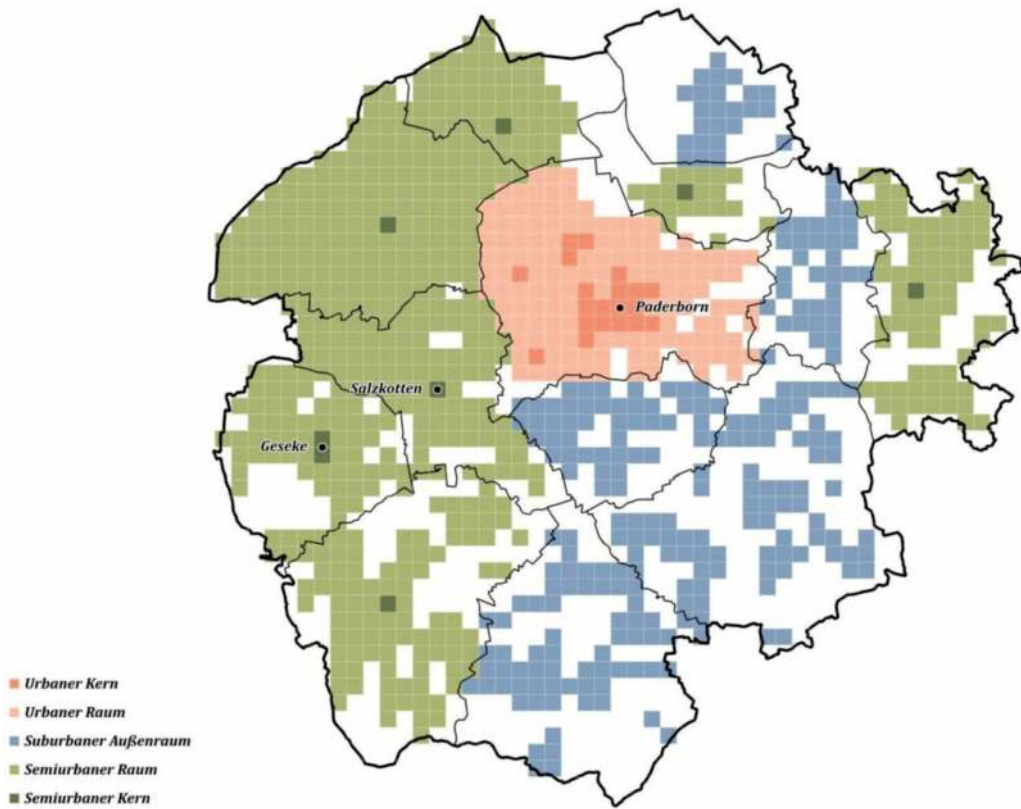 Paderborn
Salzkotten
Geseke
Urbaner Kern
Urbaner Raum
Suburbaner Außenraum
Semiurbaner Raum
Semiurbaner Kern